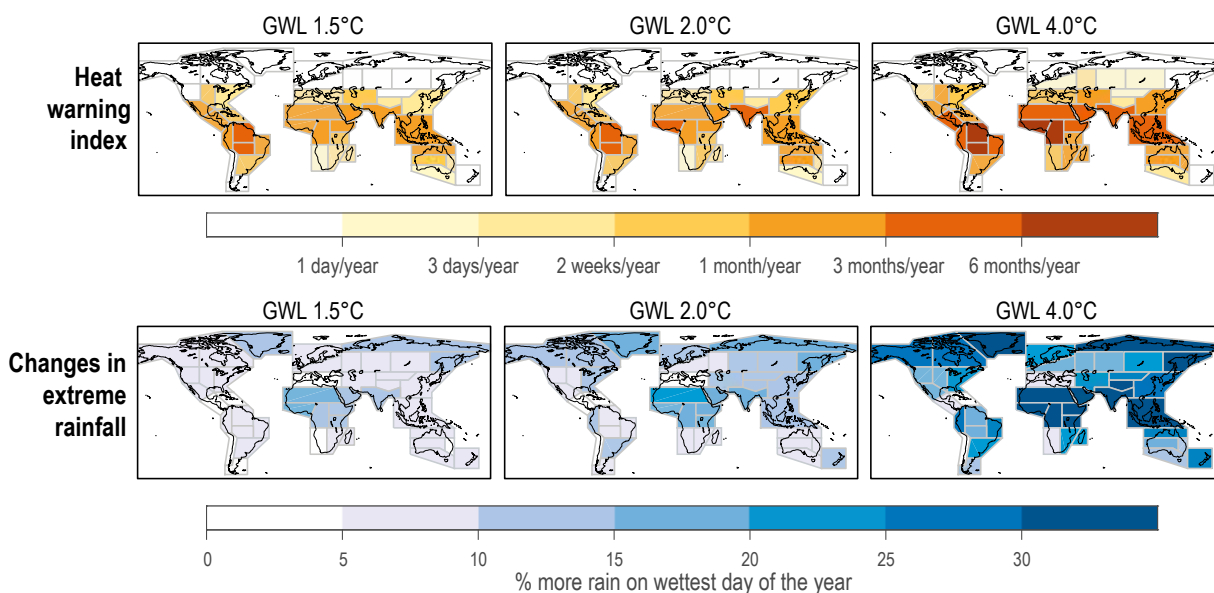 GWL 1.5°C GWL 2.0°C GWL 4.0°C
Heat
warning
index
1 day/year 3 days/year 2 weeks/year 1 month/year 3 months/year 6 months/year
GWL 1.5°C GWL 2.0°C GWL 4.0°C
Changes in
extreme
rainfall
0 5 10 15 20 25 30
% more rain on wettest day of the year